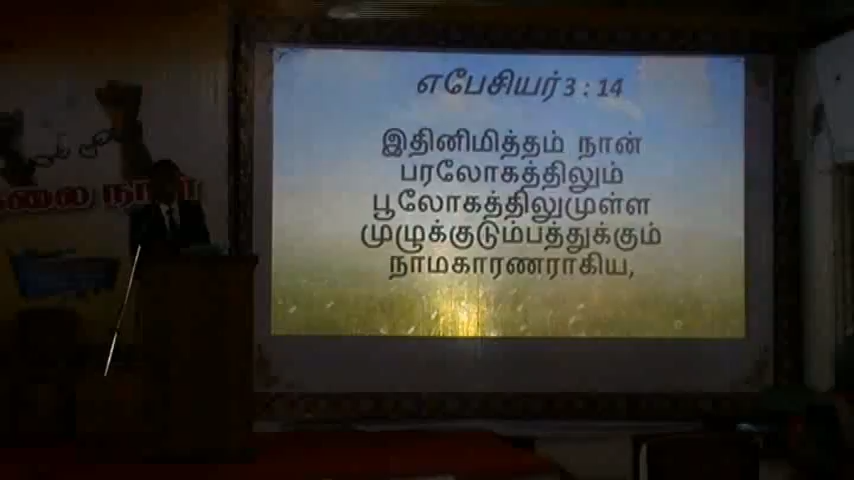 எபேசியர் 3 : 14
இதினிமித்தம் நான்
பரலோகத்திலும்
பூலோகத்திலுமுள்ள
முழுக்குடும்பத்துக்கும்
நாமகாரணராகிய,